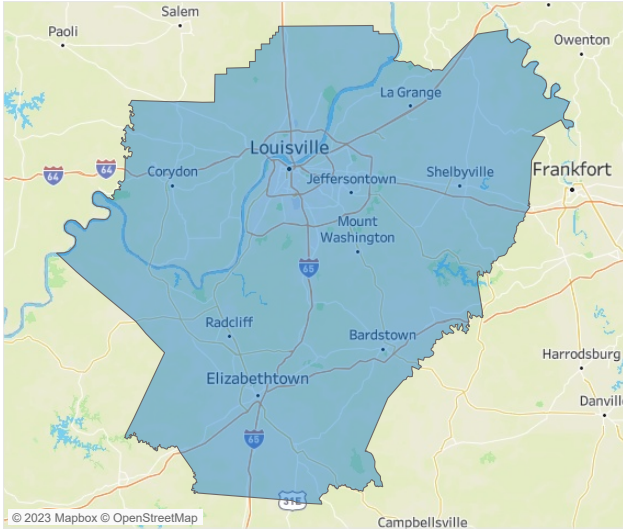 Salem
Paoli
Owenton
La Grange
Louisville
64
64
Corydon
Jeffersontown
Shelbyville
Frankfort
Mount
Washington
65
Radcliff
Bardstown
Harrodsburg
Elizabethtown
Danvill
65
31E
Campbellsville
© 2023 Mapbox © OpenStreetMap